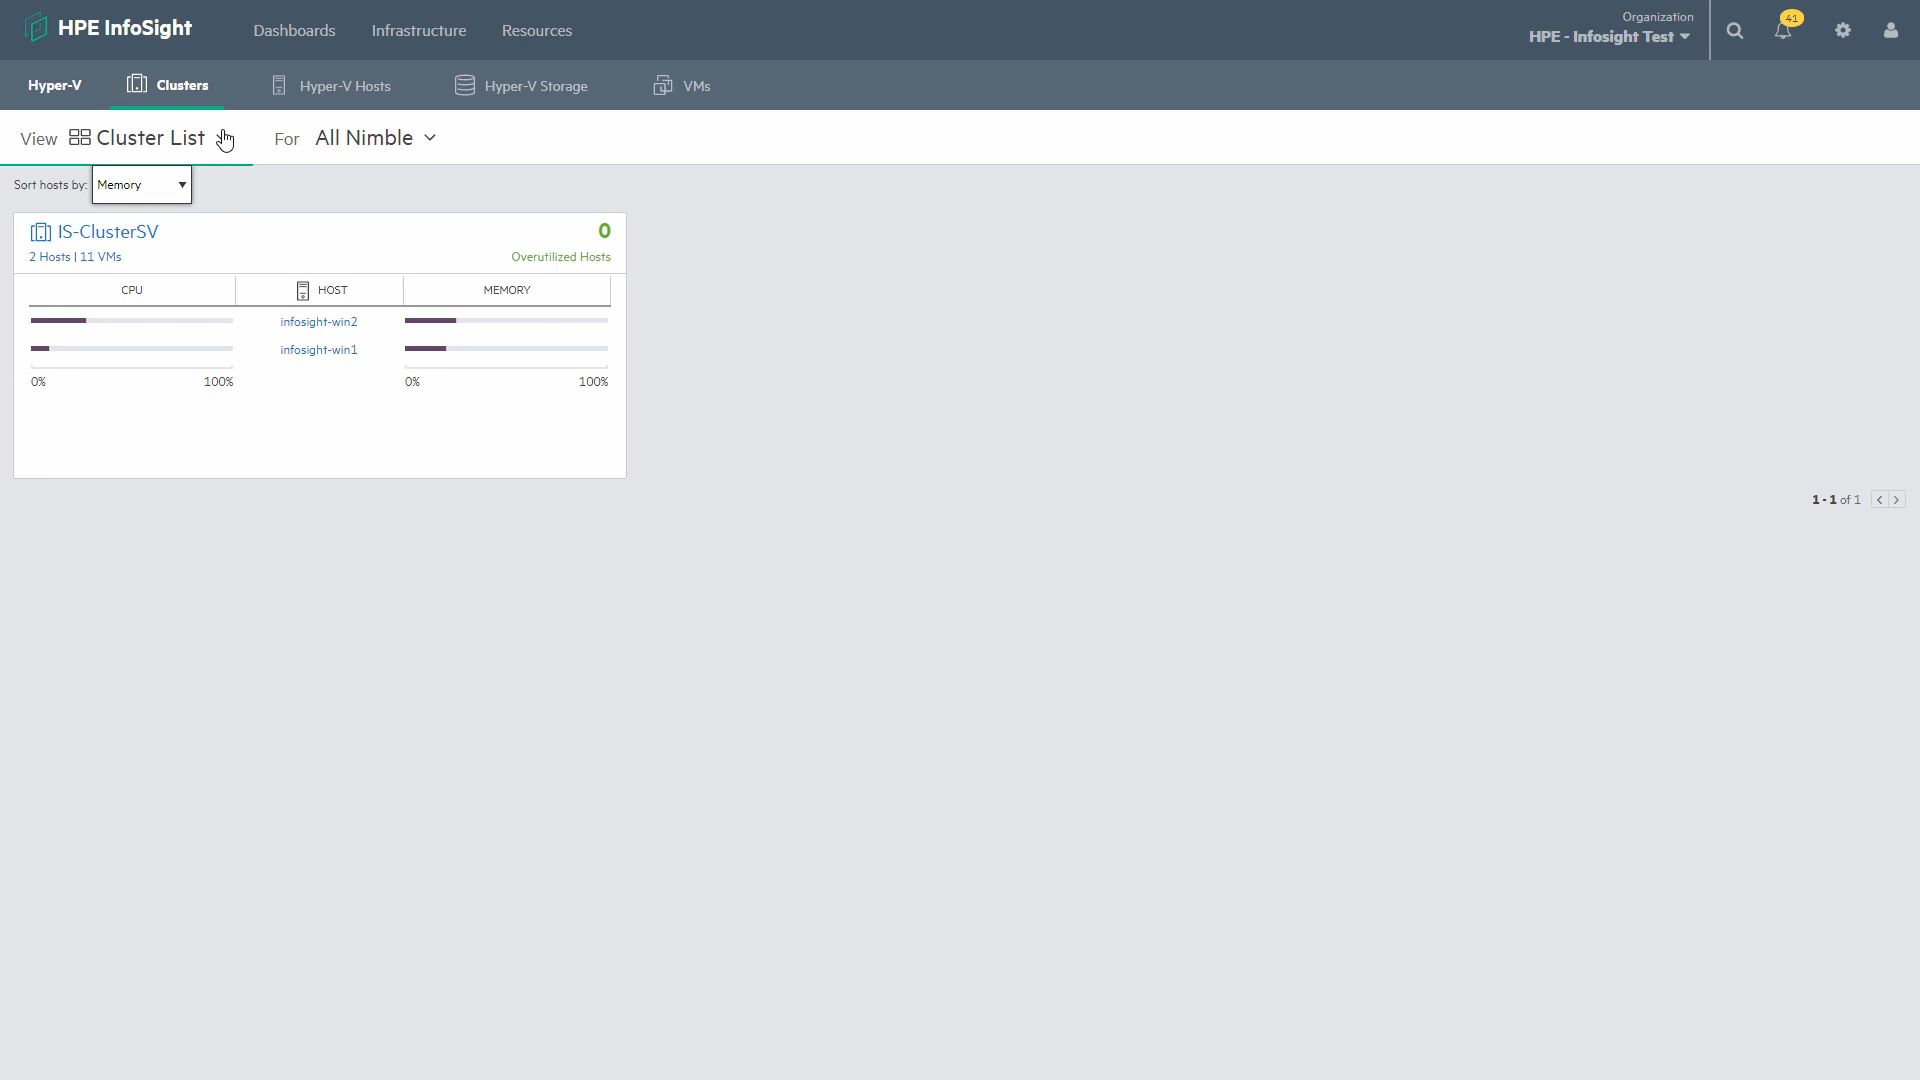 HPE InfoSight
Dashboards
Infrastructure
Resources
Organization
HPE - Infosight Test
41
Hyper-V
Clusters
Hyper-V Hosts
Hyper-V Storage
VMs
View Cluster List
For All Nimble
Sort hosts by: Memory
IS-ClusterSV
0
2 Hosts | 11 VMs
Overutilized Hosts
CPU
HOST
MEMORY
infosight-win2
infosight-win1
0%
100%
0%
100%
1 - 1 of 1